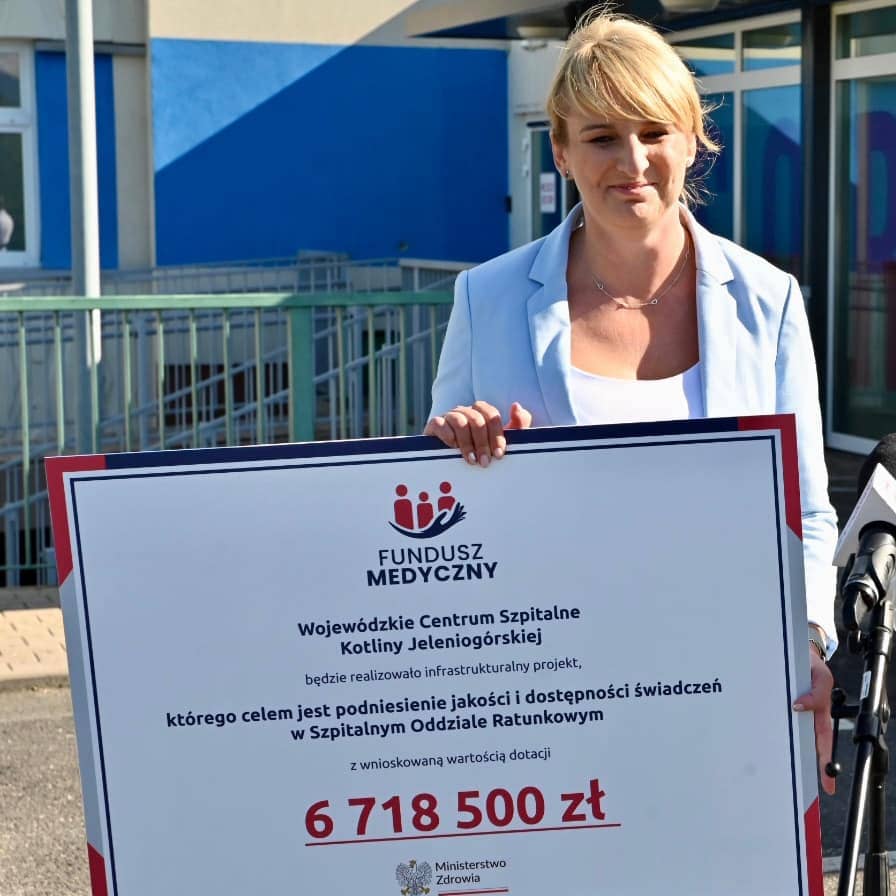 FUNDUSZ
MEDYCZNY
Wojewódzkie Centrum Szpitalne
Kotliny Jeleniogórskiej
będzie realizowało infrastrukturalny projekt,
którego celem jest podniesienie jakości i dostępności świadczeń
w Szpitalnym Oddziale Ratunkowym
z wnioskowaną wartością dotacji
6 718 500 zł
Ministerstwo
Zdrowia